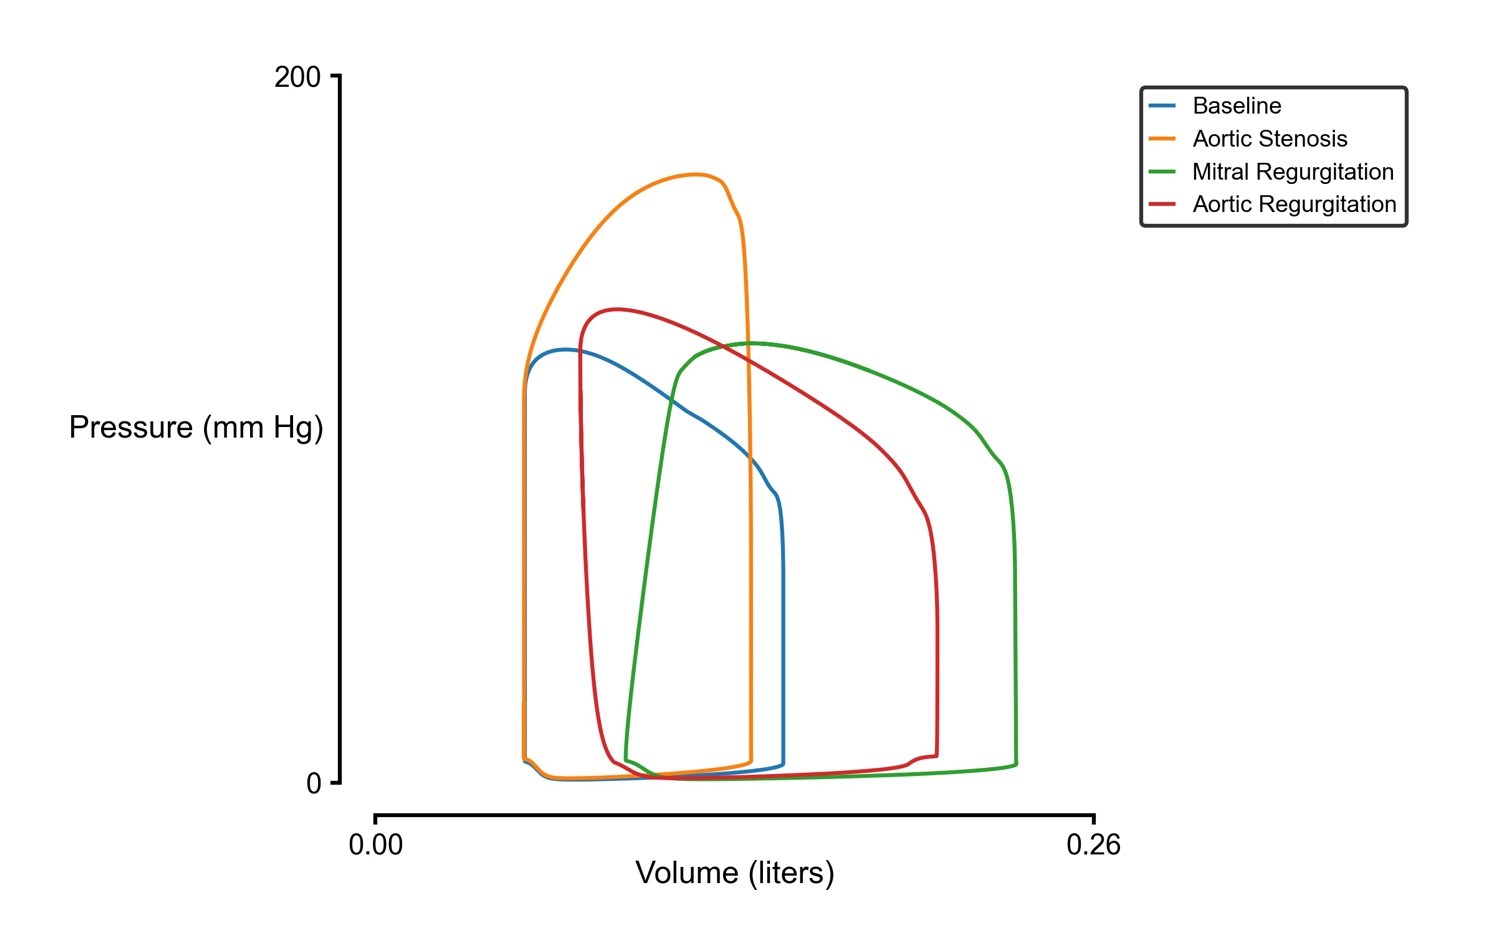 200
Baseline
Aortic Stenosis
Mitral Regurgitation
Aortic Regurgitation
Pressure (mm Hg)
0
0.00
0.26
Volume (liters)